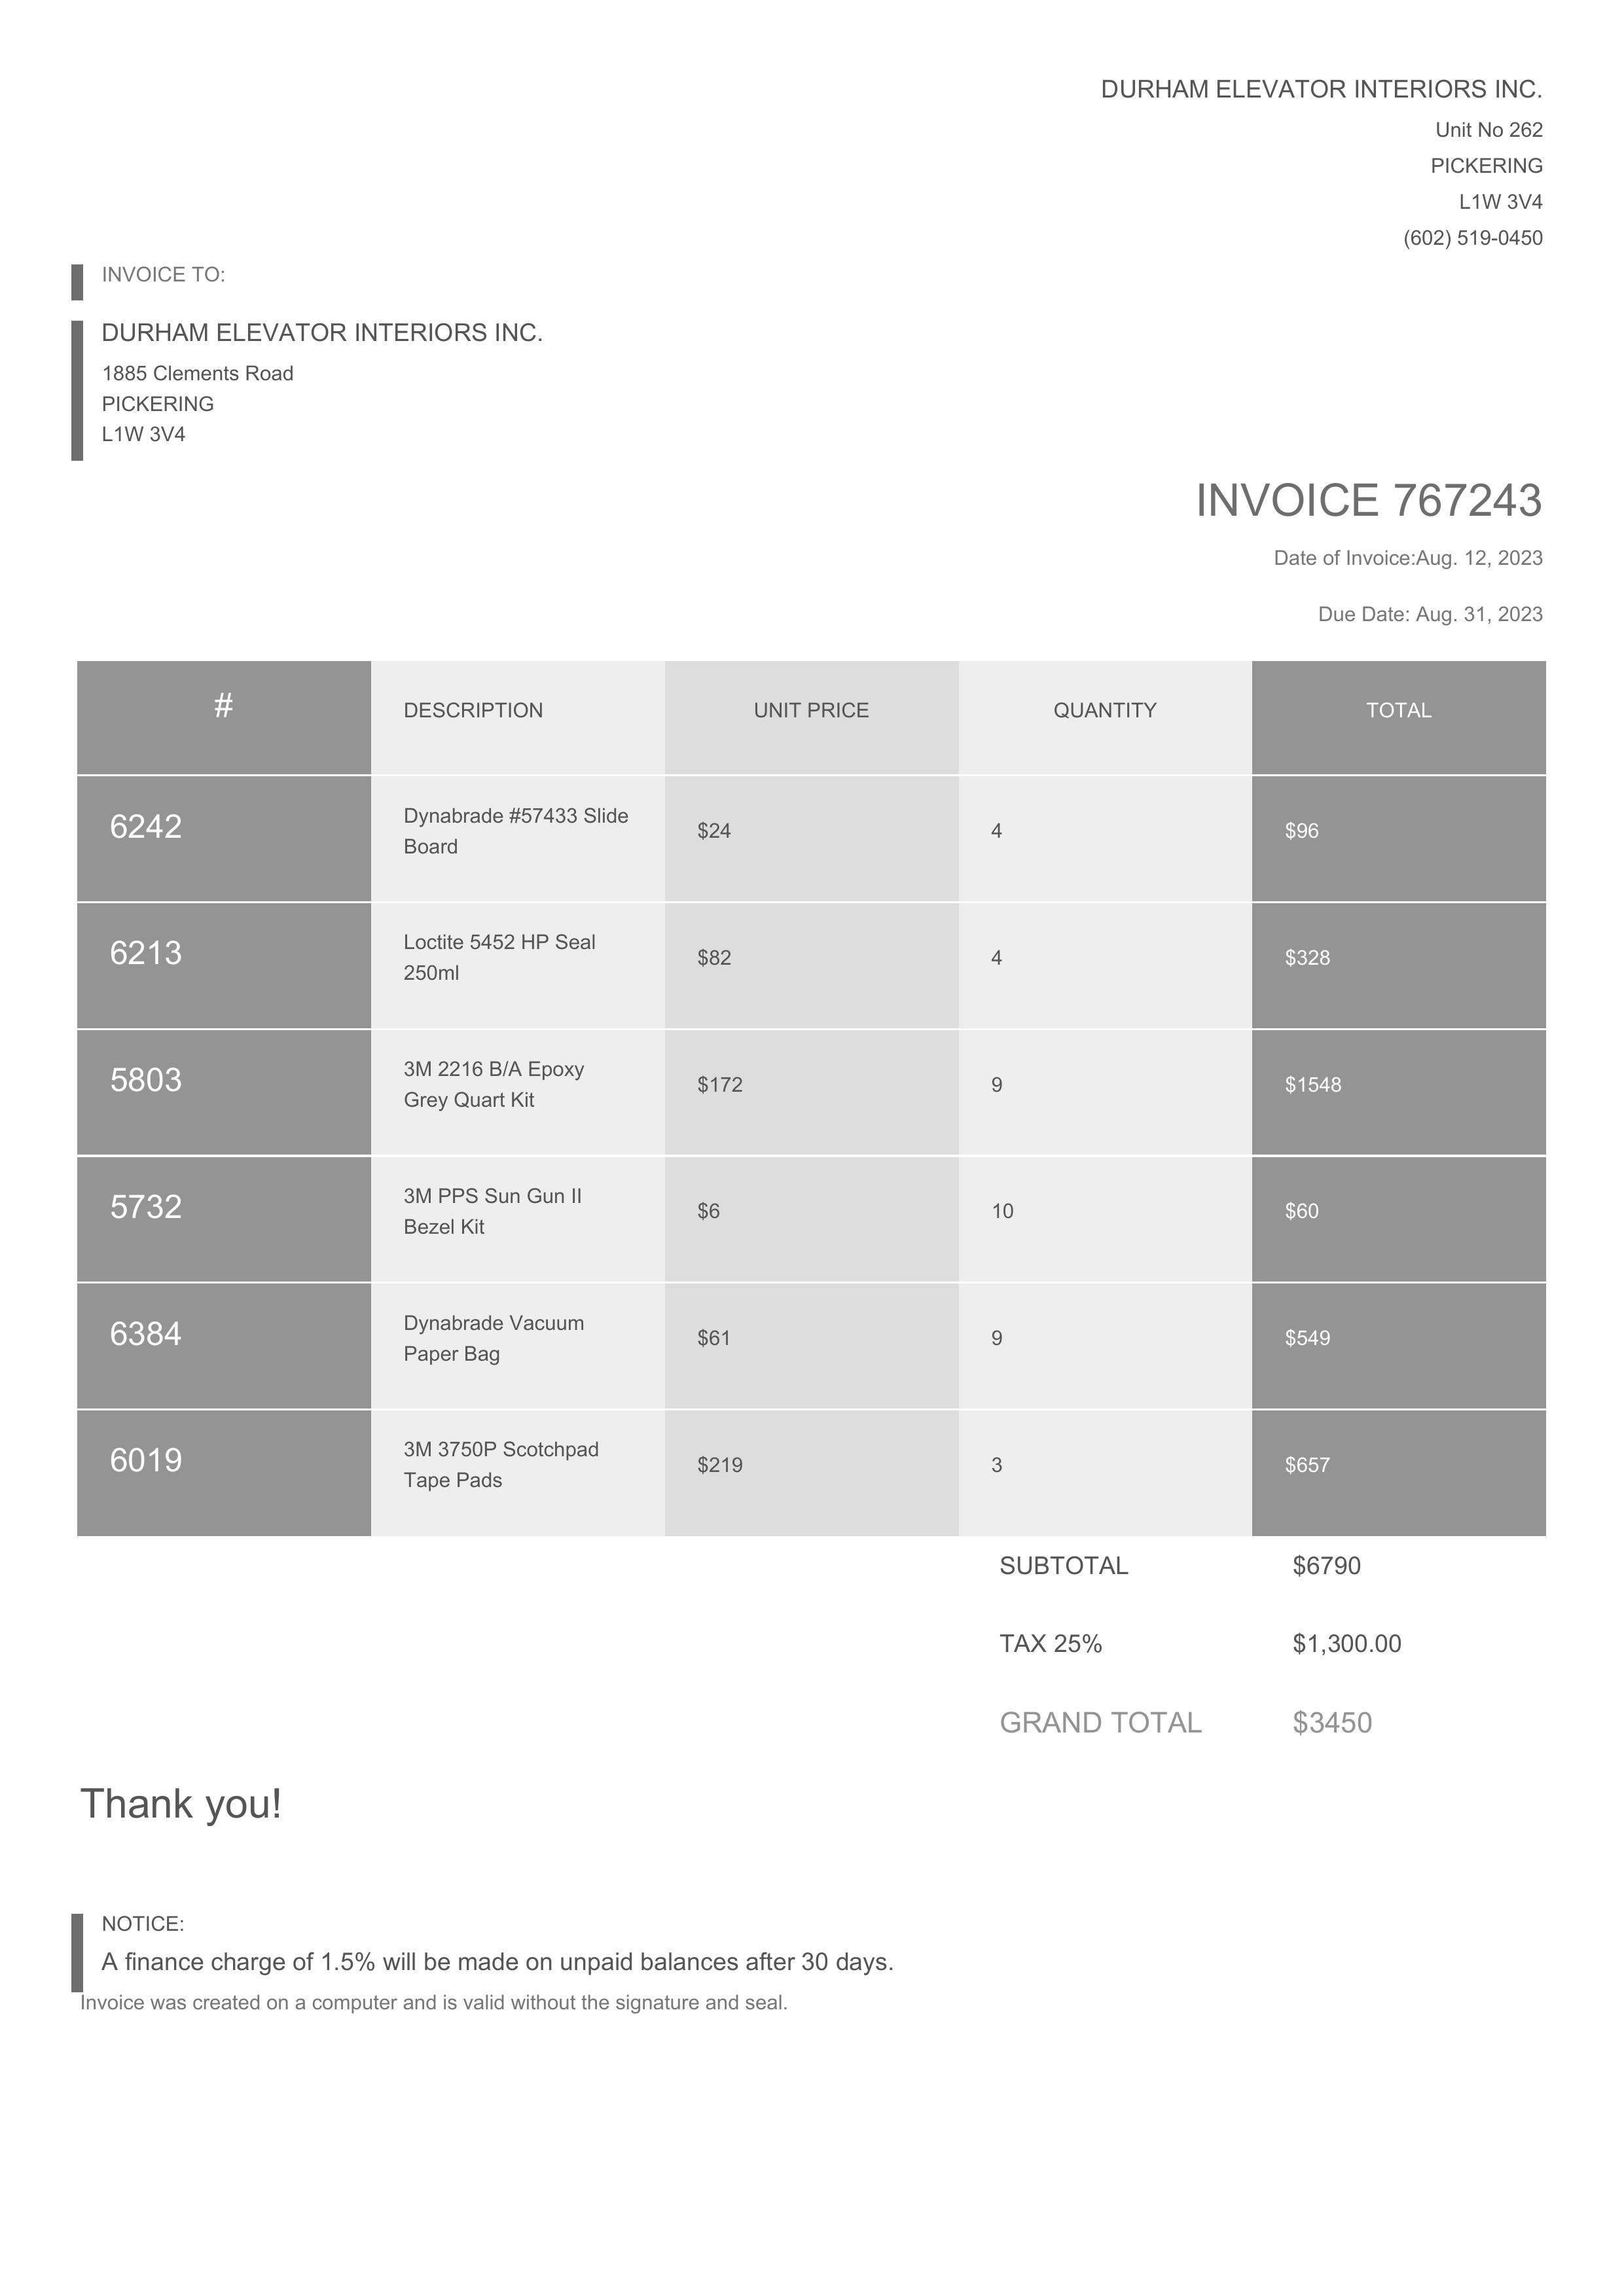 DURHAM ELEVATOR INTERIORS INC.
Unit No 262
PICKERING
L1W 3V4
(602) 519-0450
INVOICE TO:
DURHAM ELEVATOR INTERIORS INC.
1885 Clements Road
PICKERING
L1W 3V4
INVOICE 767243
Date of Invoice:Aug. 12, 2023
Due Date: Aug. 31, 2023
# DESCRIPTION UNIT PRICE QUANTITY TOTAL
6242 Dynabrade #57433 Slide Board $24 4 $96
6213 Loctite 5452 HP Seal 250ml $82 4 $328
5803 3M 2216 B/A Epoxy Grey Quart Kit $172 9 $1548
5732 3M PPS Sun Gun II Bezel Kit $6 10 $60
6384 Dynabrade Vacuum Paper Bag $61 9 $549
6019 3M 3750P Scotchpad Tape Pads $219 3 $657
SUBTOTAL $6790
TAX 25% $1,300.00
GRAND TOTAL $3450
Thank you!
NOTICE:
A finance charge of 1.5% will be made on unpaid balances after 30 days.
Invoice was created on a computer and is valid without the signature and seal.